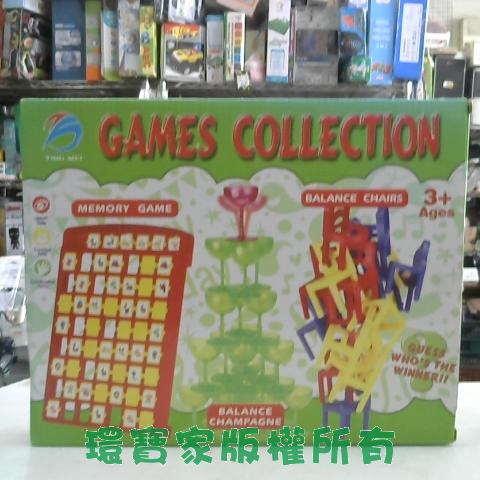 GAMES COLLECTION
MEMORY GAME
BALANCE CHAIRS
3+
Ages
GUESS
WHO'S THE
WINNER!!
BALANCE
CHAMPAGNE
環寶家版權所有